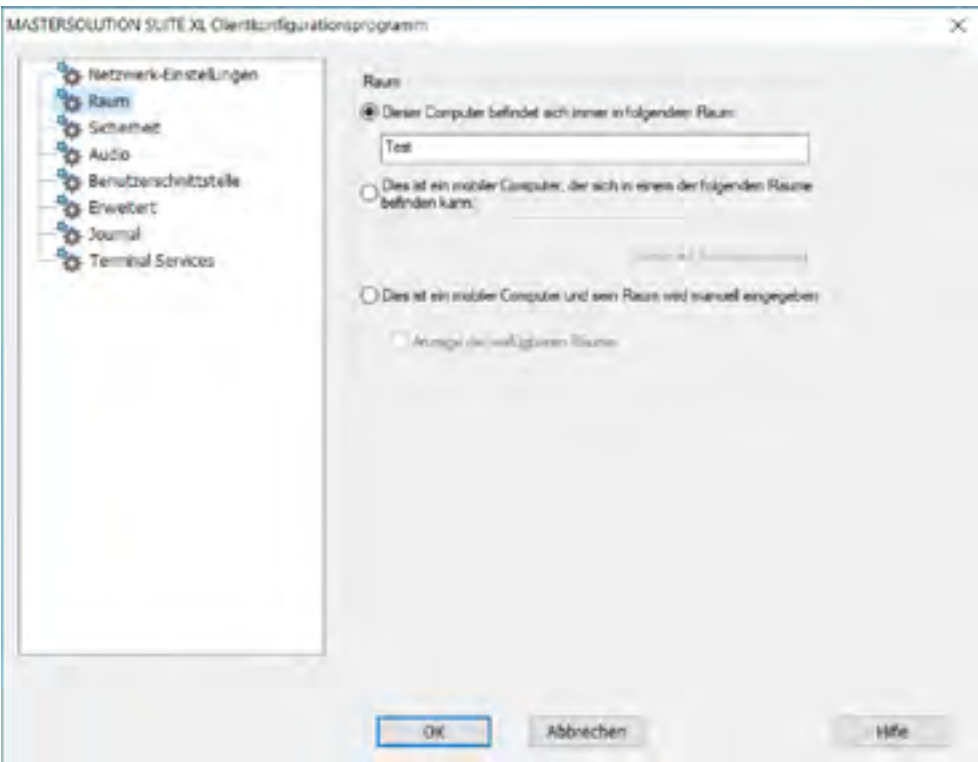 MASTERSOLUTION SUITE XL Clientkonfigurationsprogramm
Netzwerk-Einstellungen
Raum
Sicherheit
Audio
Benutzerschnittstelle
Erweitert
Journal
Terminal Services
Raum
Dieser Computer befindet sich immer in folgendem Raum:
Test
Dies ist ein mobiler Computer, der sich in einem der folgenden Räume
befinden kann:
Dies ist ein mobiler Computer und sein Raum wird manuell eingegeben
Anzeige der verfügbaren Räume
OK
Abbrechen
Hilfe